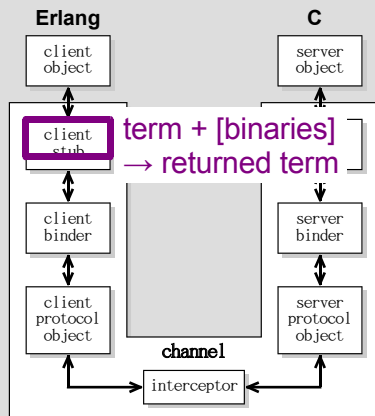 Erlang
C
client
object
server
object
client
stub
term + [binaries]
→ returned term
client
binder
server
binder
client
protocol
object
server
protocol
object
channel
interceptor